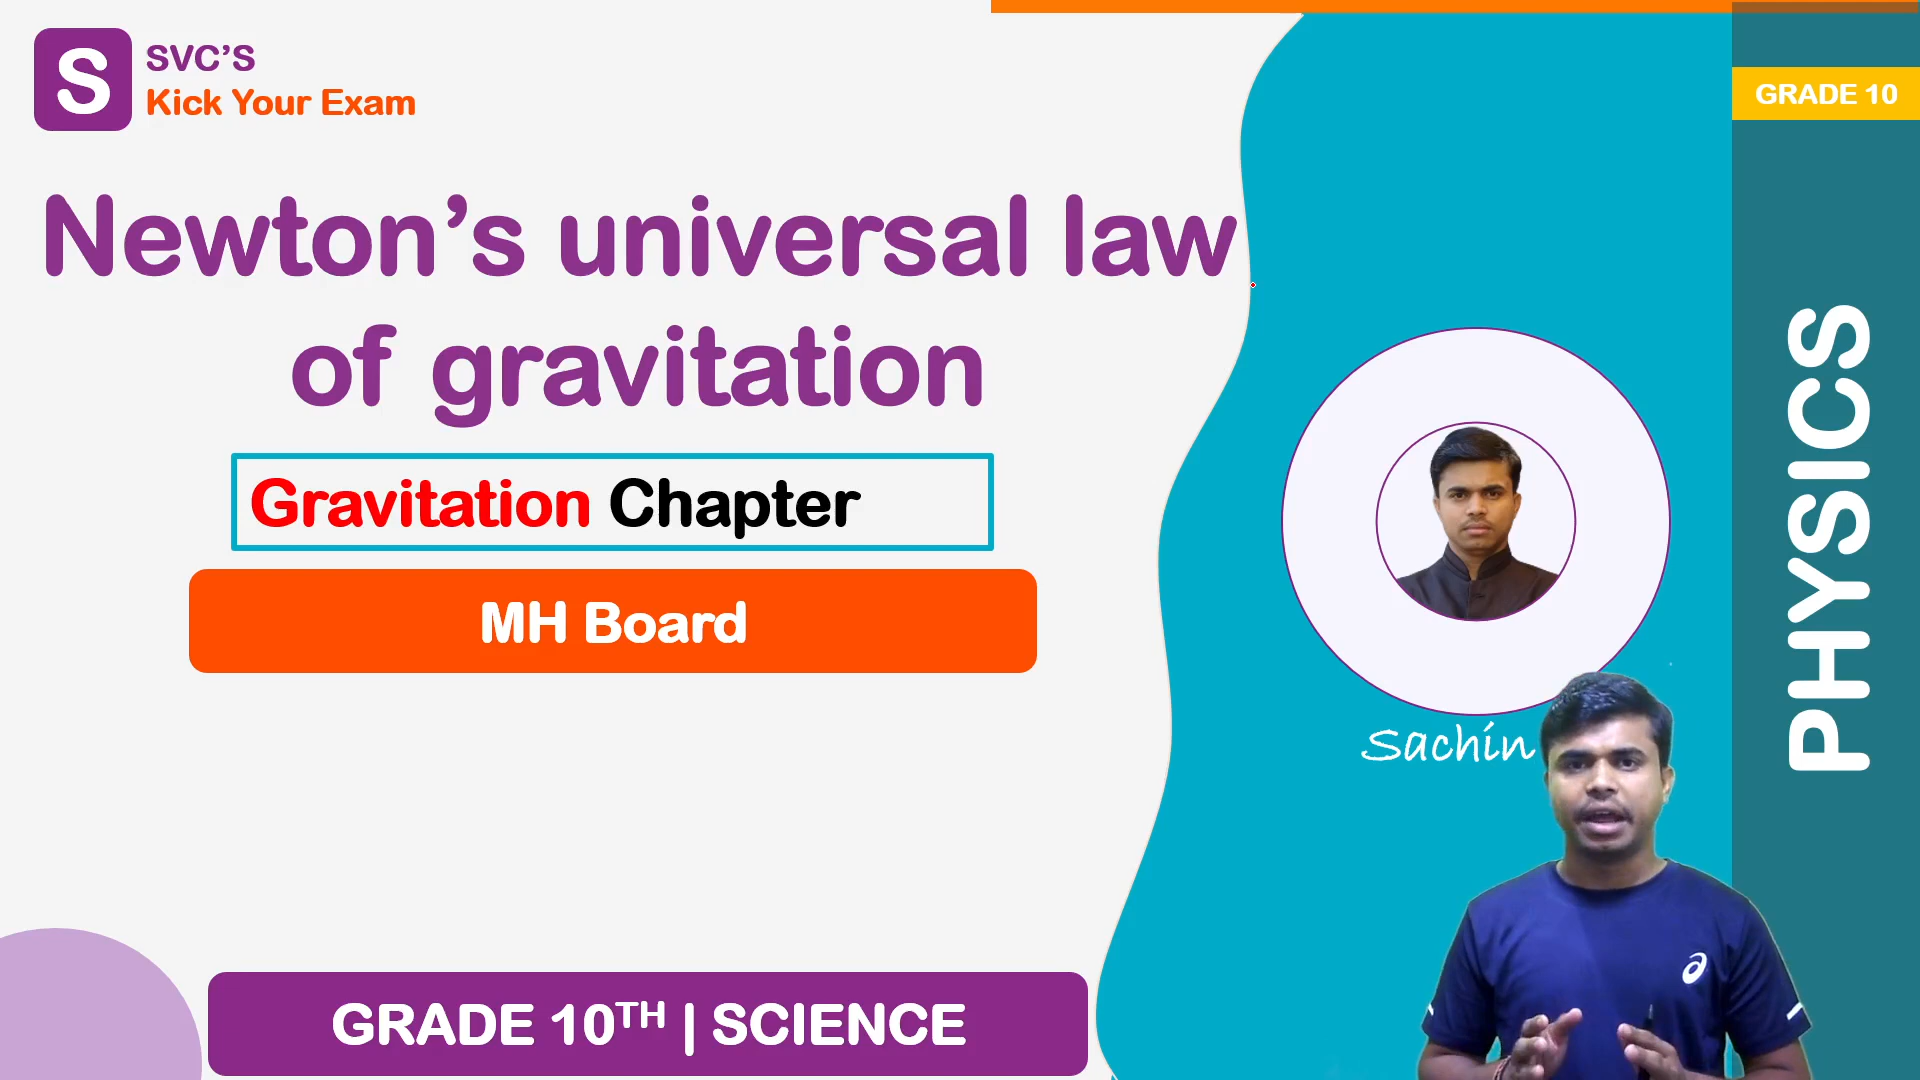 S
SVC’S
Kick Your Exam
GRADE 10
Newton’s universal law
of gravitation
Gravitation Chapter
MH Board
PHYSICS
Sachin
GRADE 10TH | SCIENCE